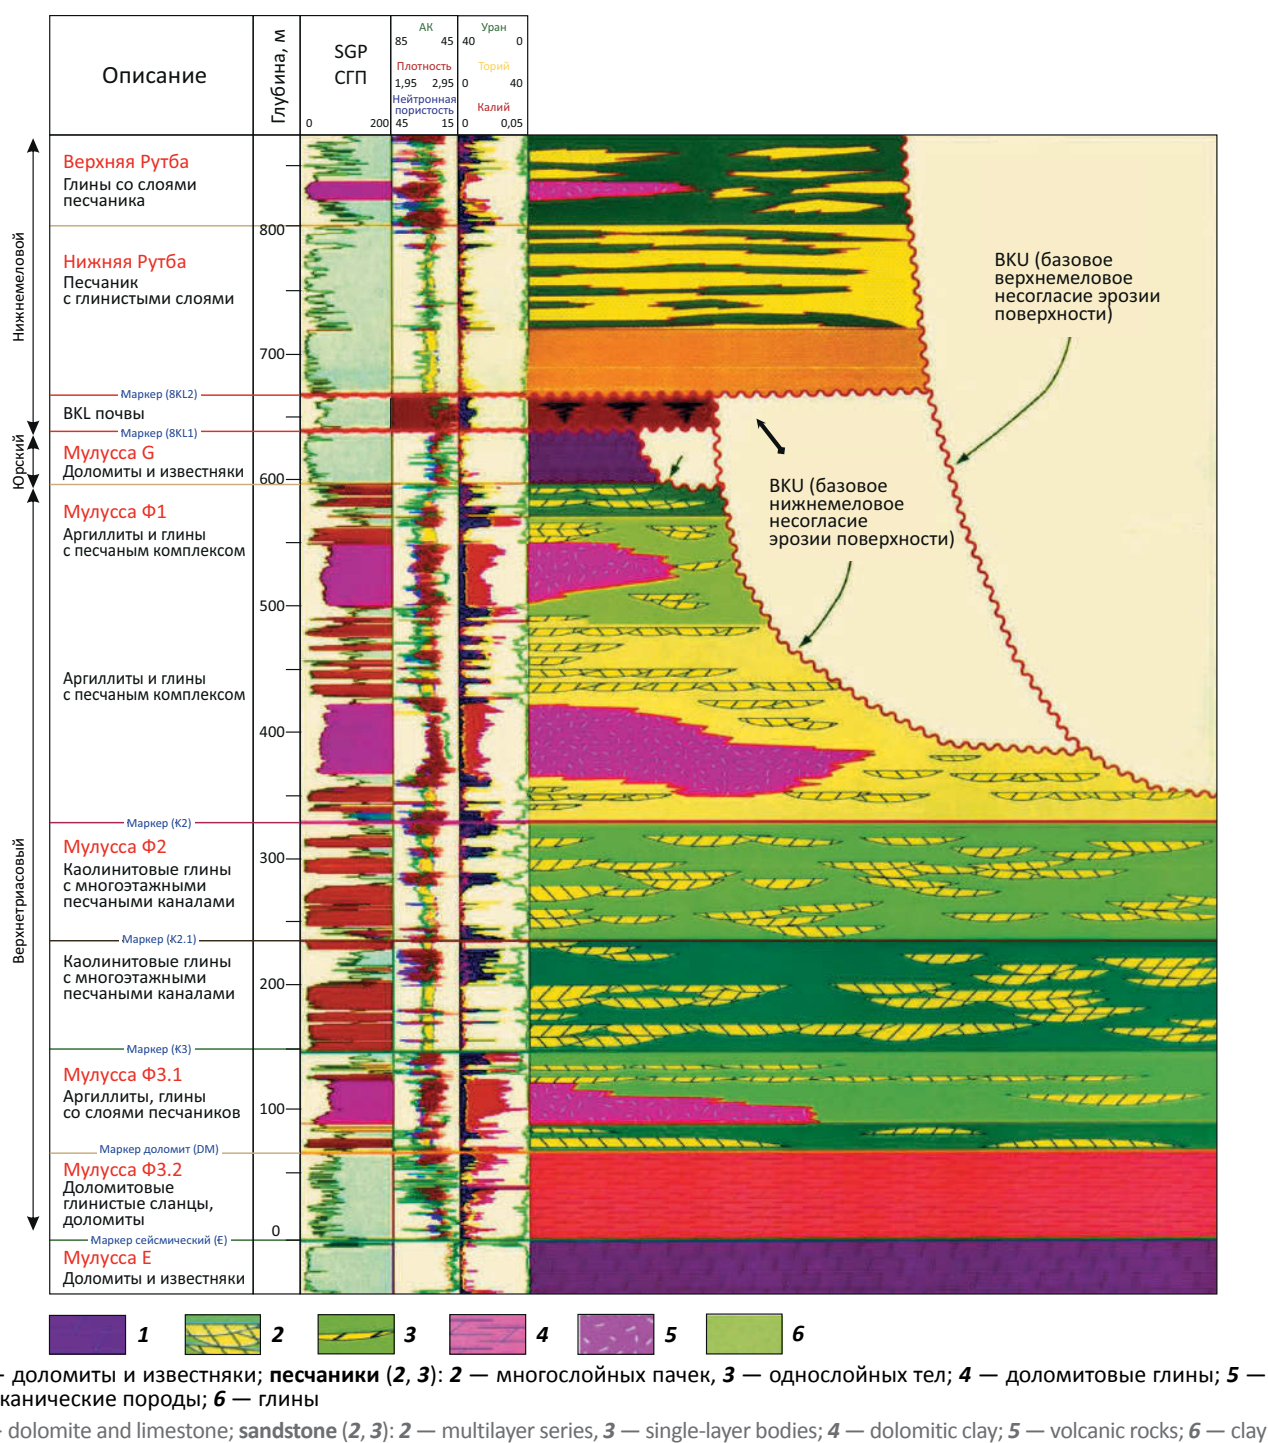 Описание
Глубина, м
SGP
СГП
0 200
АК
85 45
Плотность
1,95 2,95
Нейтронная
пористость
45 15
Уран
40 0
Торий
0 40
Калий
0 0,05
Нижнемеловой
Юрский
Верхнетриасовый
Верхняя Рутба
Глины со слоями
песчаника
800
Нижняя Рутба
Песчаник
с глинистыми слоями
700
Маркер (8KL2)
BKL почвы
Маркер (8KL1)
Мулусса G
Доломиты и известняки
600
Мулусса Ф1
Аргиллиты и глины
с песчаным комплексом
500
Аргиллиты и глины
с песчаным комплексом
400
Маркер (К2)
Мулусса Ф2
300
Каолинитовые глины
с многоэтажными
песчаными каналами
Маркер (К2.1)
Каолинитовые глины
с многоэтажными
песчаными каналами
200
Маркер (К3)
Мулусса Ф3.1
Аргиллиты, глины
со слоями песчаников
100
Маркер доломит (DM)
Мулусса Ф3.2
Доломитовые
глинистые сланцы,
доломиты
0
Маркер сейсмический (Є)
Мулусса Е
Доломиты и известняки
BKU (базовое
верхнемеловое
несогласие эрозии
поверхности)
BKU (базовое
нижнемеловое
несогласие
эрозии поверхности)
1 2 3 4 5 6
— доломиты и известняки; песчаники (2, 3): 2 — многослойных пачек, 3 — однослойных тел; 4 — доломитовые глины; 5 —
канические породы; 6 — глины
- dolomite and limestone; sandstone (2, 3): 2 — multilayer series, 3 — single-layer bodies; 4 — dolomitic clay; 5 — volcanic rocks; 6 — clay